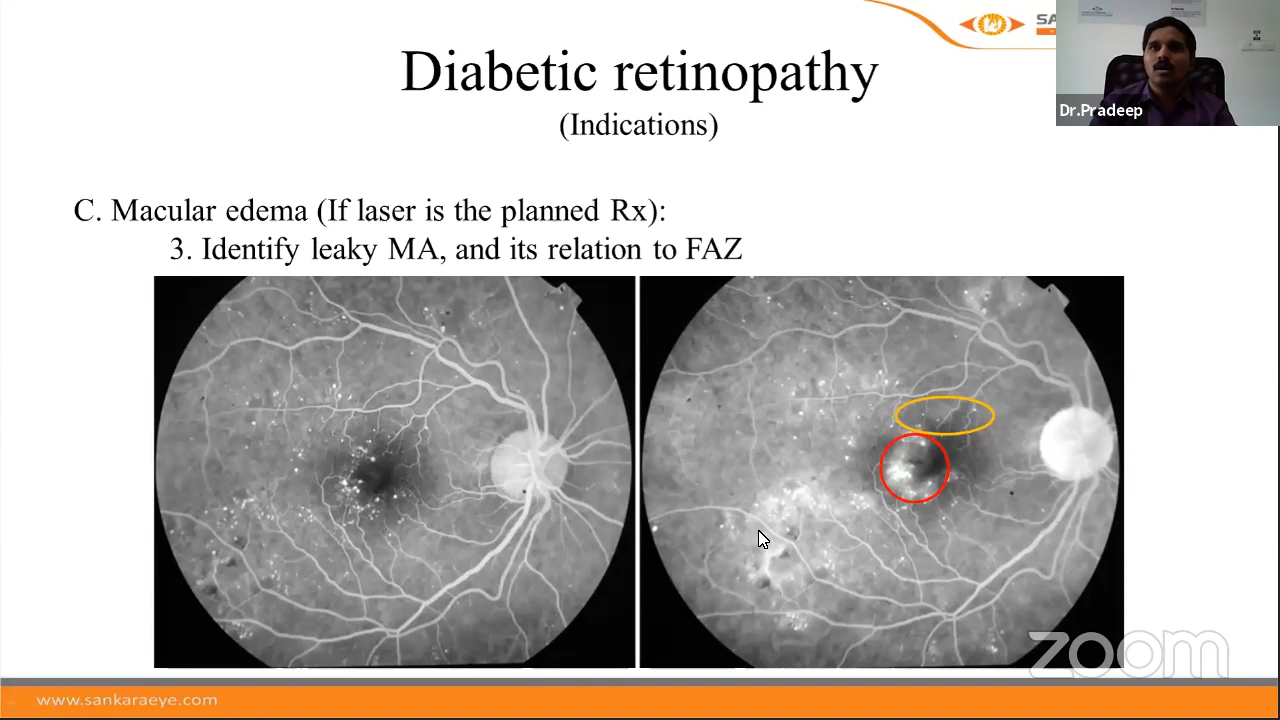 Diabetic retinopathy
(Indications)
Dr.Pradeep
C. Macular edema (If laser is the planned Rx):
3. Identify leaky MA, and its relation to FAZ
zoom
www.sankaraeye.com